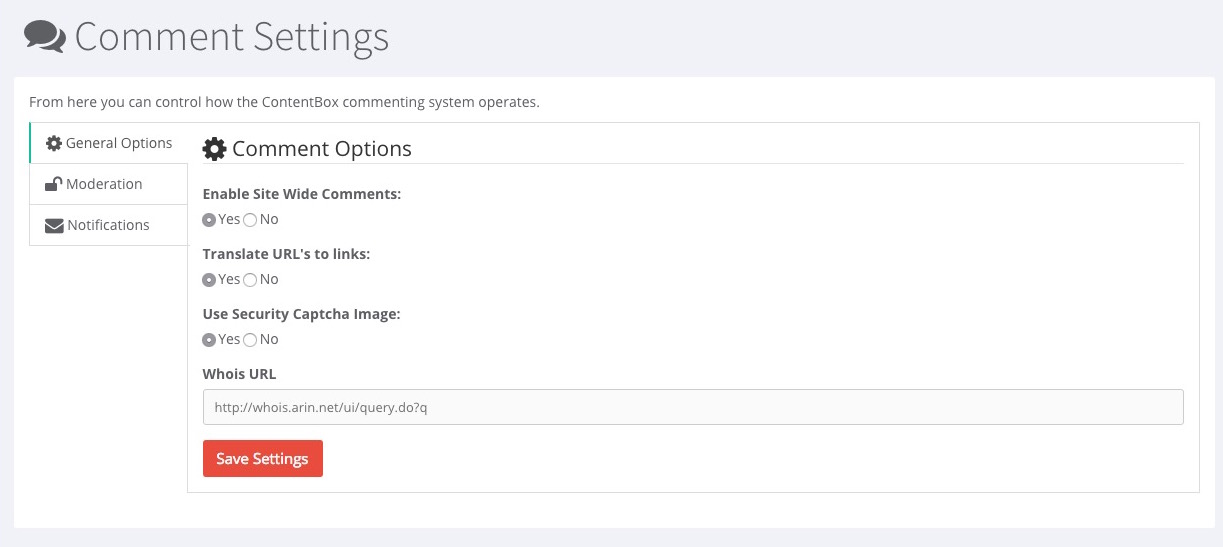 Comment Settings
From here you can control how the ContentBox commenting system operates.
General Options
Moderation
Notifications
Comment Options
Enable Site Wide Comments:
Yes No
Translate URL's to links:
Yes No
Use Security Captcha Image:
Yes No
Whois URL
http://whois.arin.net/ui/query.do?q
Save Settings